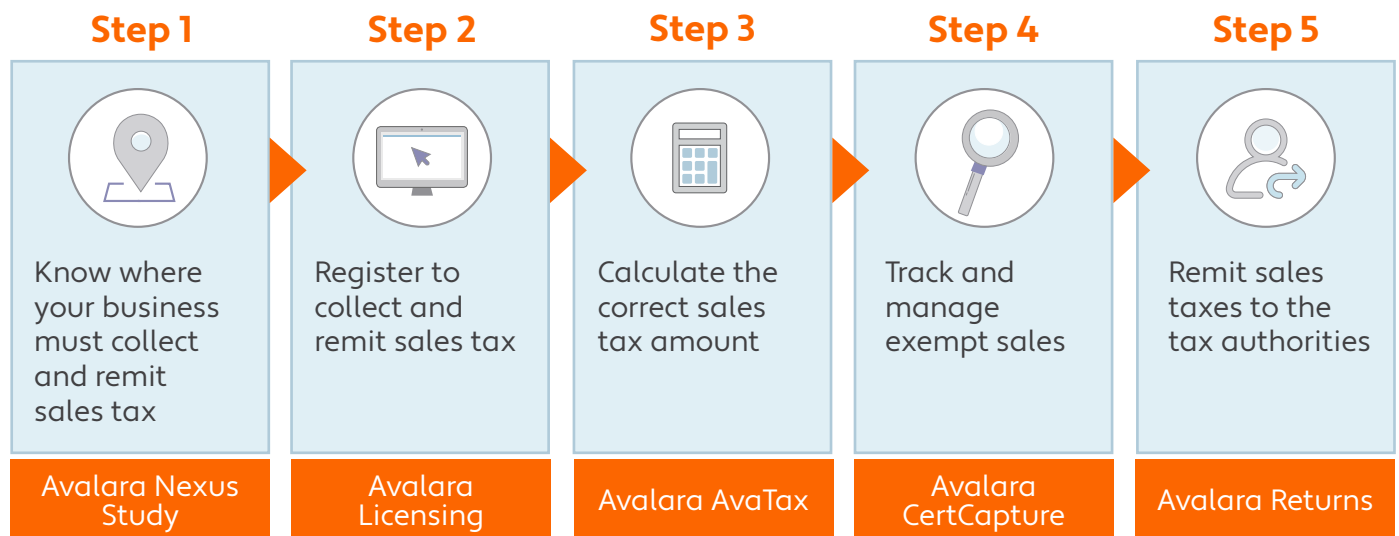 Step 1
Know where
your business
must collect
and remit
sales tax
Avalara Nexus
Study
Step 2
Register to
collect and
remit sales tax
Avalara
Licensing
Step 3
Calculate the
correct sales
tax amount
Avalara AvaTax
Step 4
Track and
manage
exempt sales
Avalara
CertCapture
Step 5
Remit sales
taxes to the
tax authorities
Avalara Returns